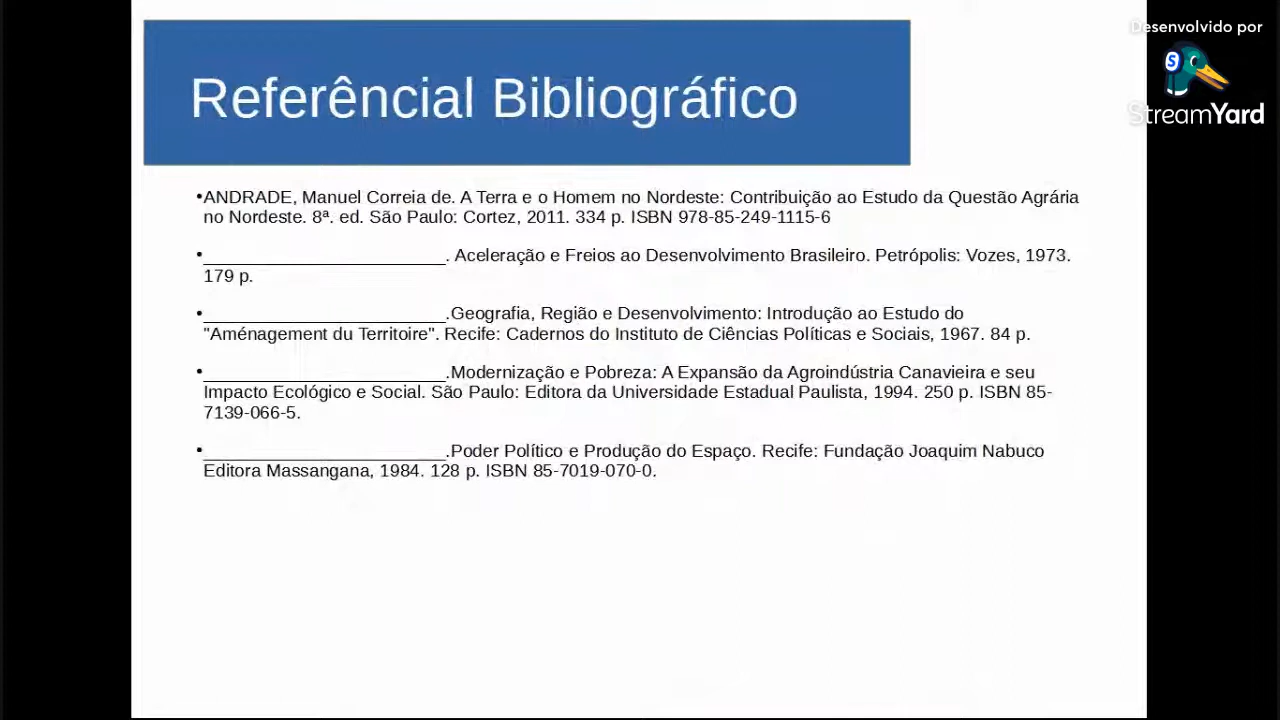 Desenvolvido por
StreamYard
Referêncial Bibliográfico
•ANDRADE, Manuel Correia de. A Terra e o Homem no Nordeste: Contribuição ao Estudo da Questão Agrária
no Nordeste. 8ª. ed. São Paulo: Cortez, 2011. 334 p. ISBN 978-85-249-1115-6
•_________________________. Aceleração e Freios ao Desenvolvimento Brasileiro. Petrópolis: Vozes, 1973.
179 p.
•_________________________.Geografia, Região e Desenvolvimento: Introdução ao Estudo do
"Aménagement du Territoire". Recife: Cadernos do Instituto de Ciências Políticas e Sociais, 1967. 84 p.
•_________________________.Modernização e Pobreza: A Expansão da Agroindústria Canavieira e seu
Impacto Ecológico e Social. São Paulo: Editora da Universidade Estadual Paulista, 1994. 250 p. ISBN 85-
7139-066-5.
•_________________________.Poder Político e Produção do Espaço. Recife: Fundação Joaquim Nabuco
Editora Massangana, 1984. 128 p. ISBN 85-7019-070-0.